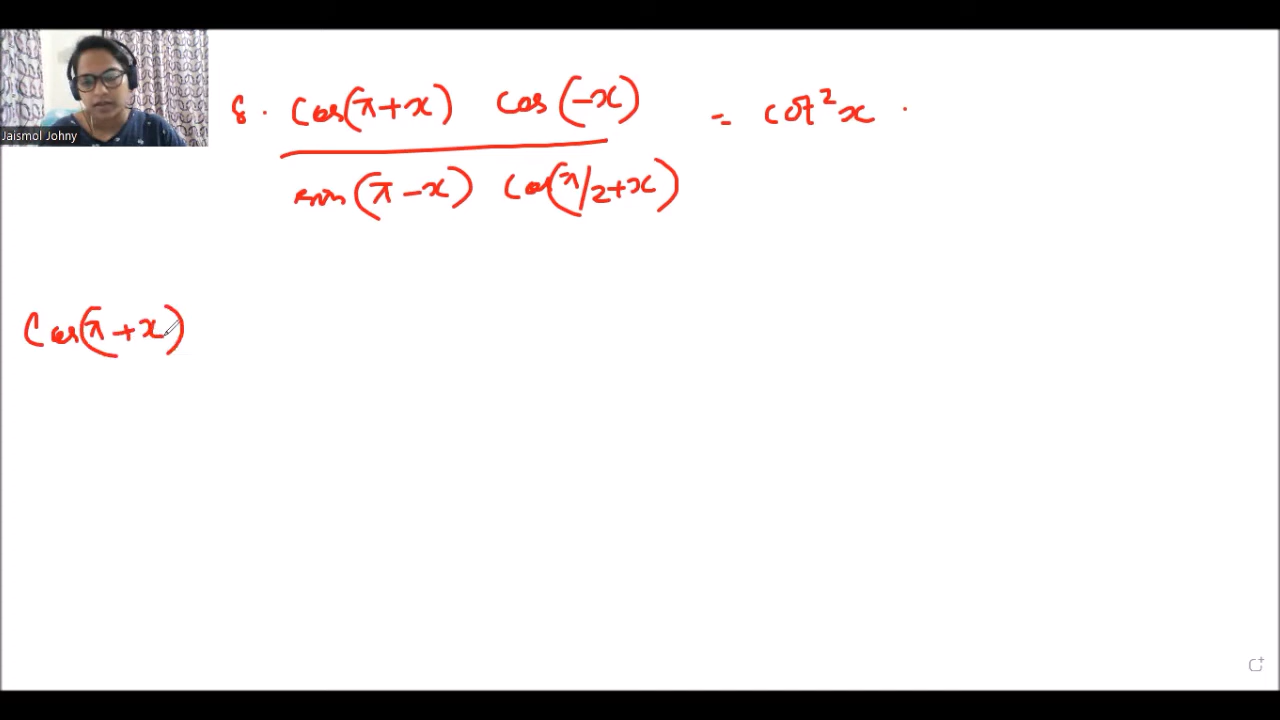 Jaismol Johny
8. cos(π+x) cos(-x)
= cot²x .
sin(π-x) cos(π/2+x)
Cos(π+x)